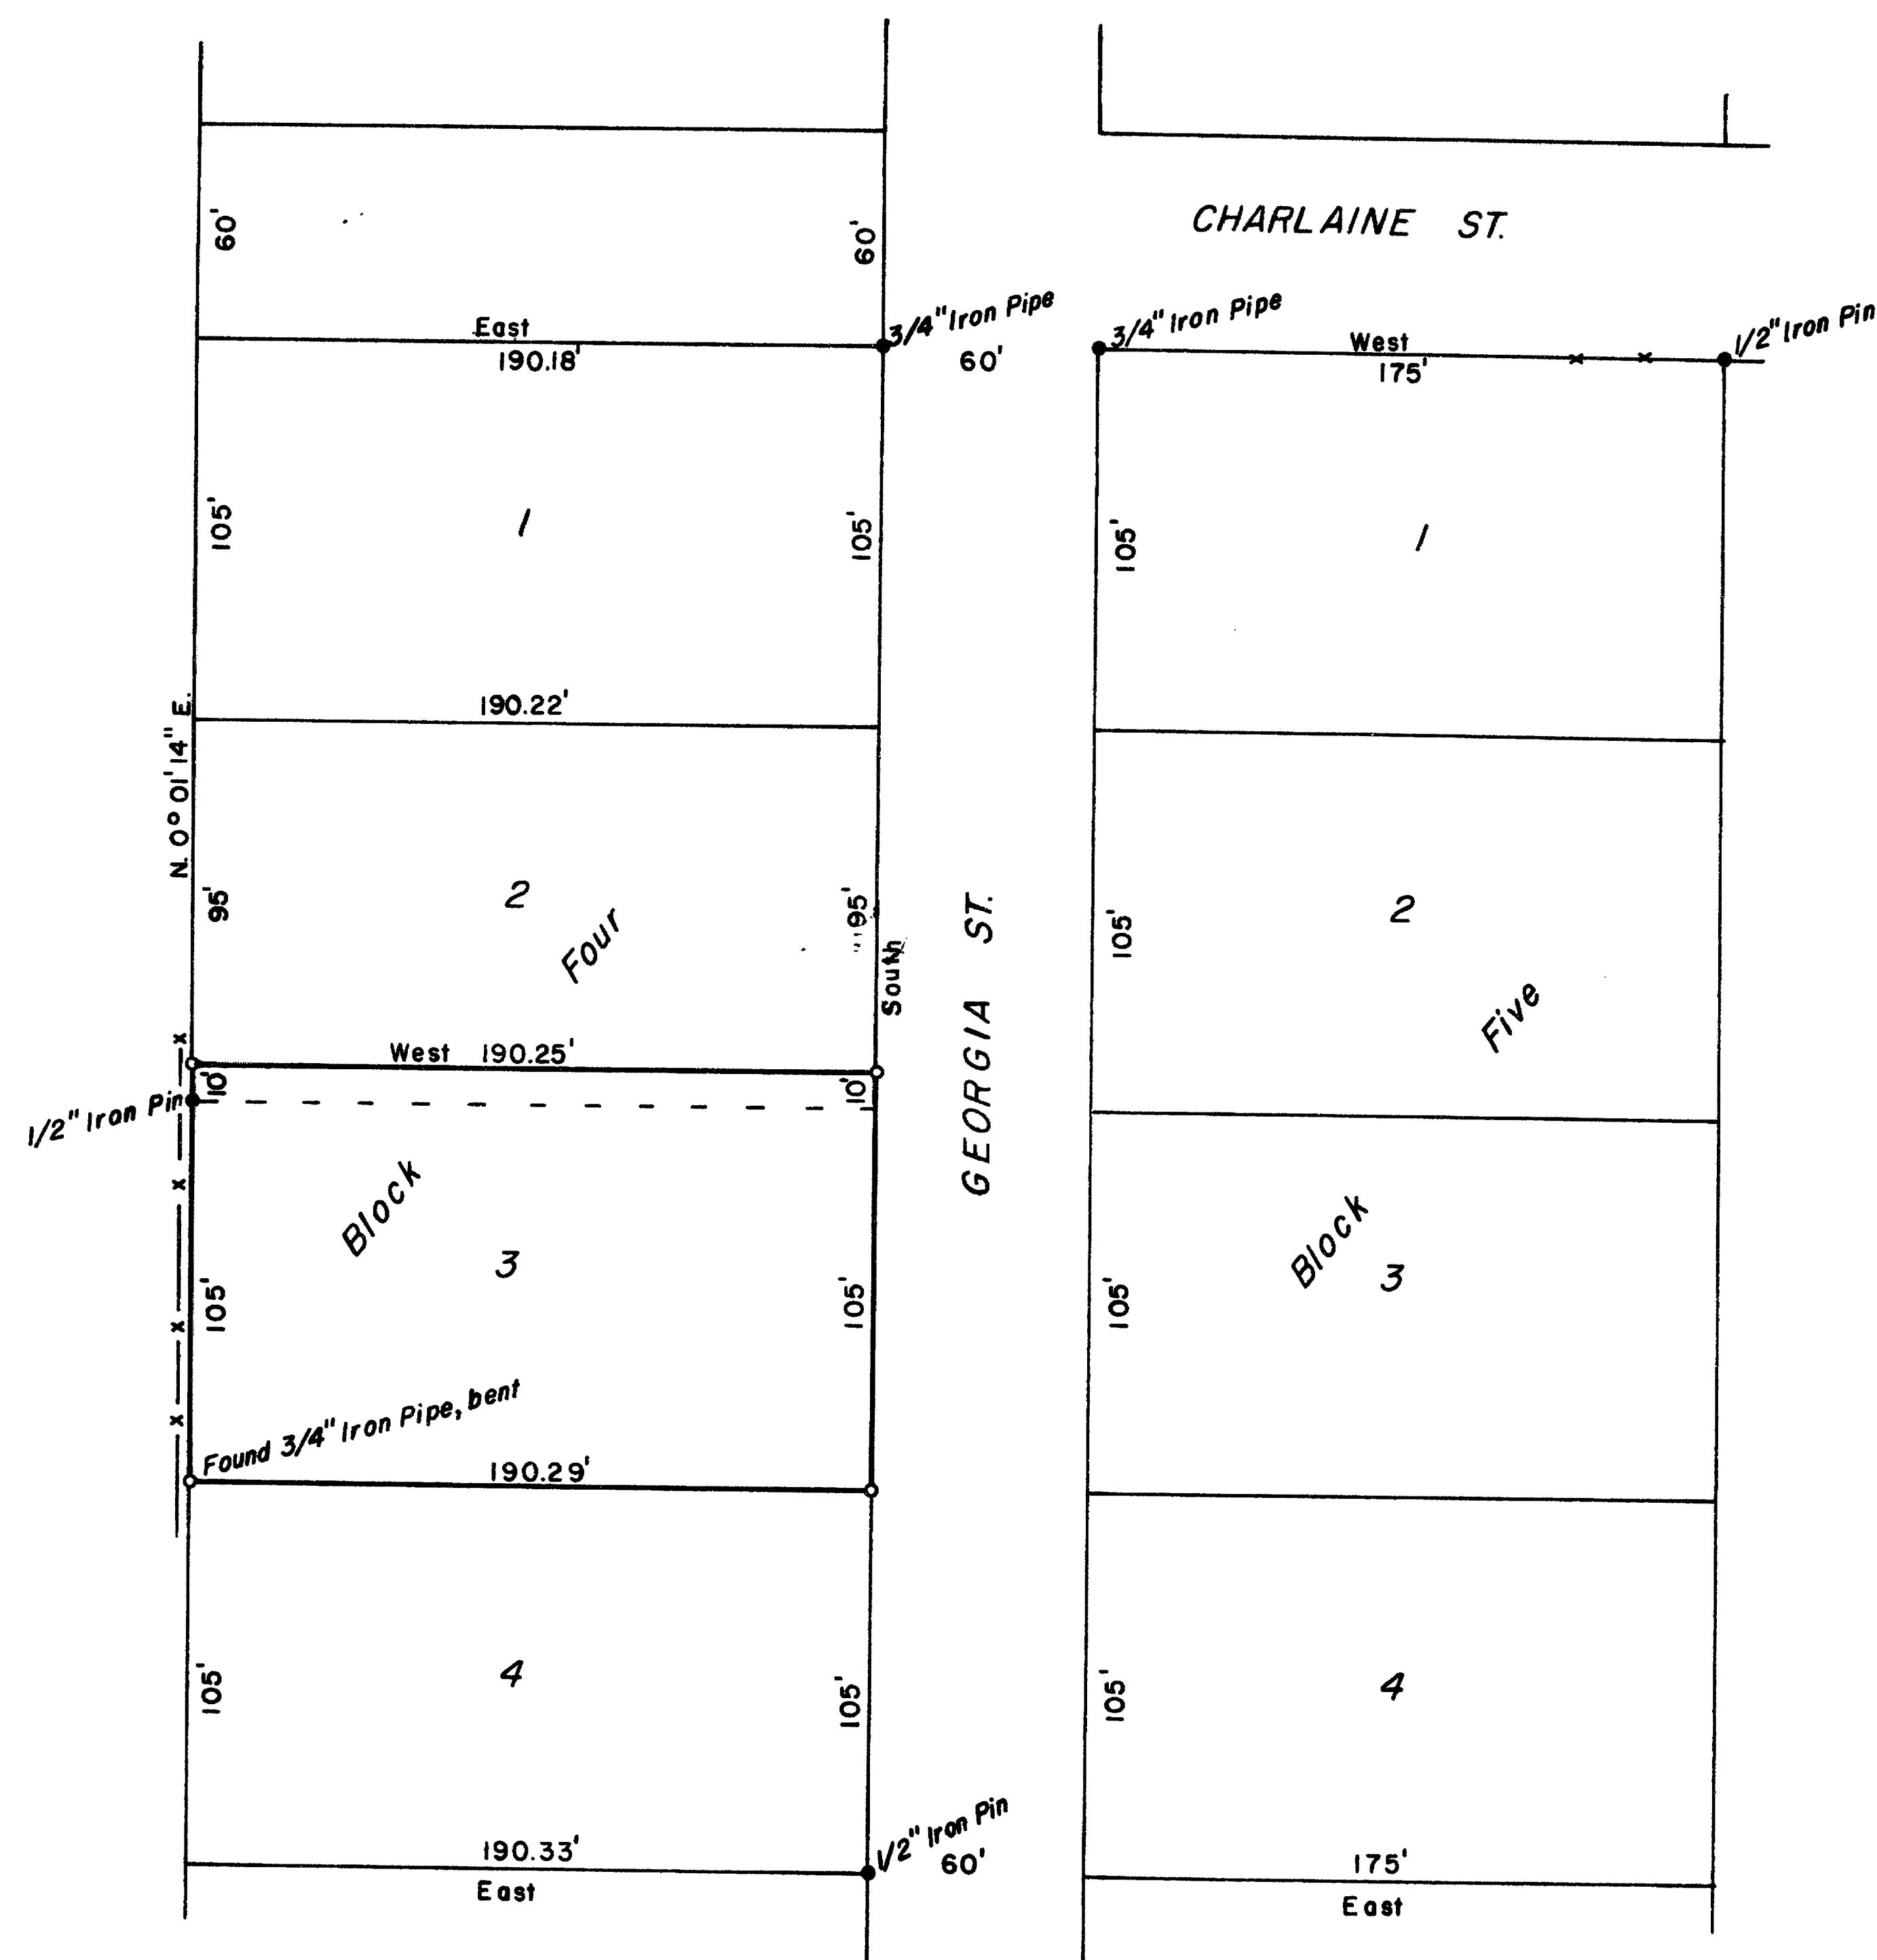 60'
60'
CHARLAINE ST.
East
190.18'
3/4" Iron Pipe
60'
3/4" Iron Pipe
West
175'
1/2" Iron Pin
105'
1
105'
105'
1
190.22'
N. 0° 01' 14" E.
95'
2
Four
95'
South
GEORGIA ST.
105'
2
Five
West 190.25'
10'
10'
1/2" Iron Pin
Block
3
105'
105'
105'
Block
3
Found 3/4" Iron Pipe, bent
190.29'
105'
4
105'
105'
4
190.33'
East
1/2" Iron Pin
60'
175'
East